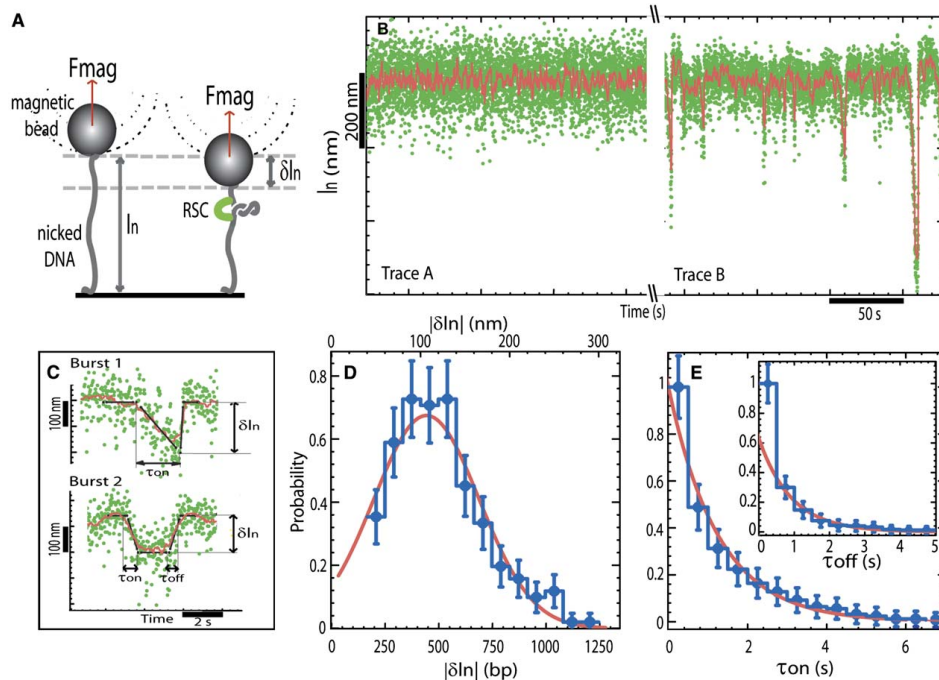 A
Fmag
magnetic
bead
Fmag
δln
RSC
ln
nicked
DNA
B
200 nm
ln (nm)
Trace A
Trace B
Time (s)
50 s
C
Burst 1
100 nm
δln
τon
Burst 2
100 nm
δln
τon
τoff
Time
2 s
|δln| (nm)
0 100 200 300
D
0.8
0.6
0.4
0.2
0
Probability
0 250 500 750 1000 1250
|δln| (bp)
E
1
0.8
0.6
0.4
0.2
0
0 2 4 6
τon (s)
1
0.8
0.6
0.4
0.2
0
0 1 2 3 4 5
τoff (s)